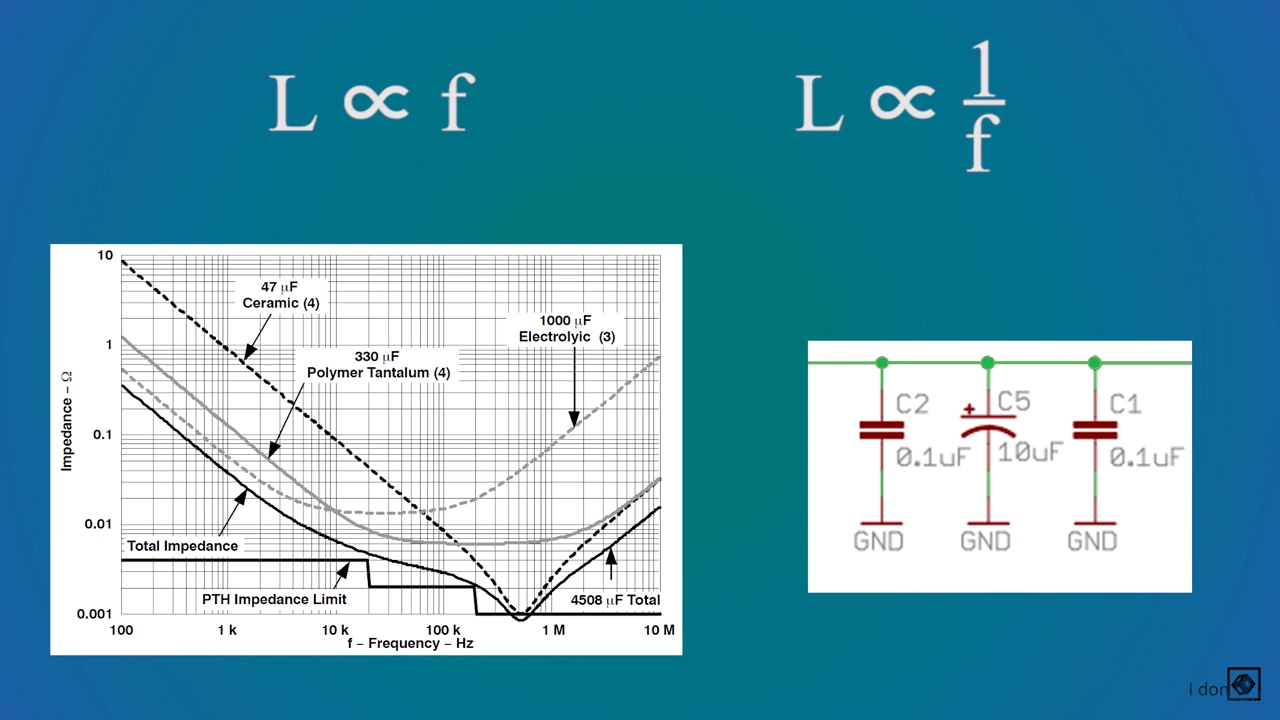 L ∝ f
L ∝ 1/f
10
1
0.1
0.01
0.001
Impedance – Ω
47 µF
Ceramic (4)
330 µF
Polymer Tantalum (4)
1000 µF
Electrolyic (3)
Total Impedance
PTH Impedance Limit
4508 µF Total
100
1 k
10 k
100 k
1 M
10 M
f – Frequency – Hz
C2
0.1uF
GND
+
C5
10uF
GND
C1
0.1uF
GND
I don